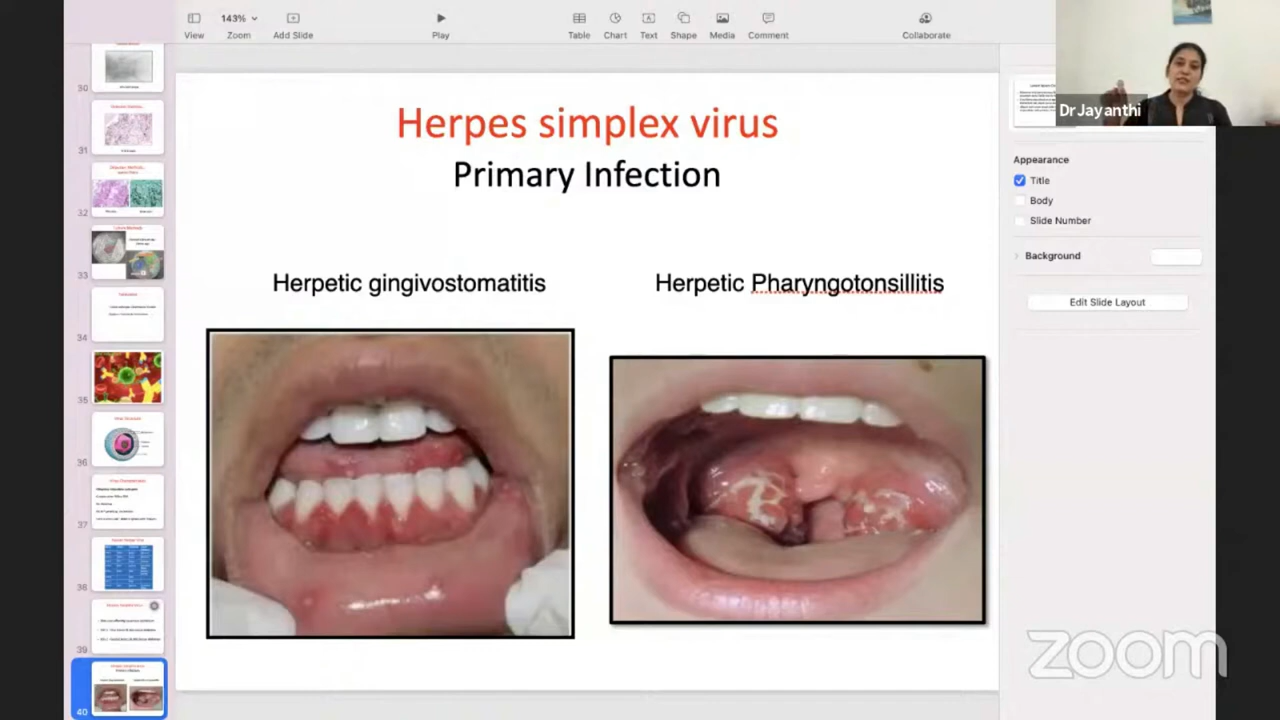 143%
View
Zoom
Add Slide
Play
Table
Chart
Text
Shape
Media
Comment
Collaborate
Dr Jayanthi
Herpes simplex virus
Primary Infection
Herpetic gingivostomatitis
Herpetic Pharyngotonsillitis
Appearance
Title
Body
Slide Number
Background
Edit Slide Layout
30
31
32
33
34
35
36
37
38
39
40
zoom